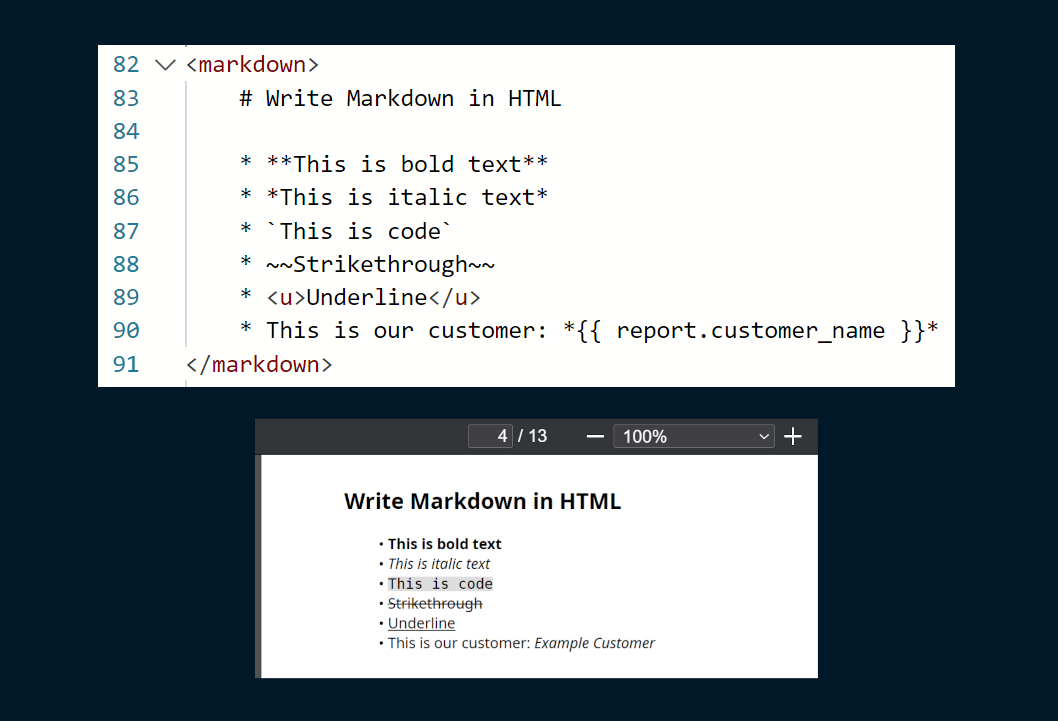 82 <markdown>
83 # Write Markdown in HTML
84
85 * **This is bold text**
86 * *This is italic text*
87 * `This is code`
88 * ~~Strikethrough~~
89 * <u>Underline</u>
90 * This is our customer: *{{ report.customer_name }}*
91 </markdown>
4 / 13 — 100% +
Write Markdown in HTML
• This is bold text
• This is italic text
• This is code
• Strikethrough
• Underline
• This is our customer: Example Customer